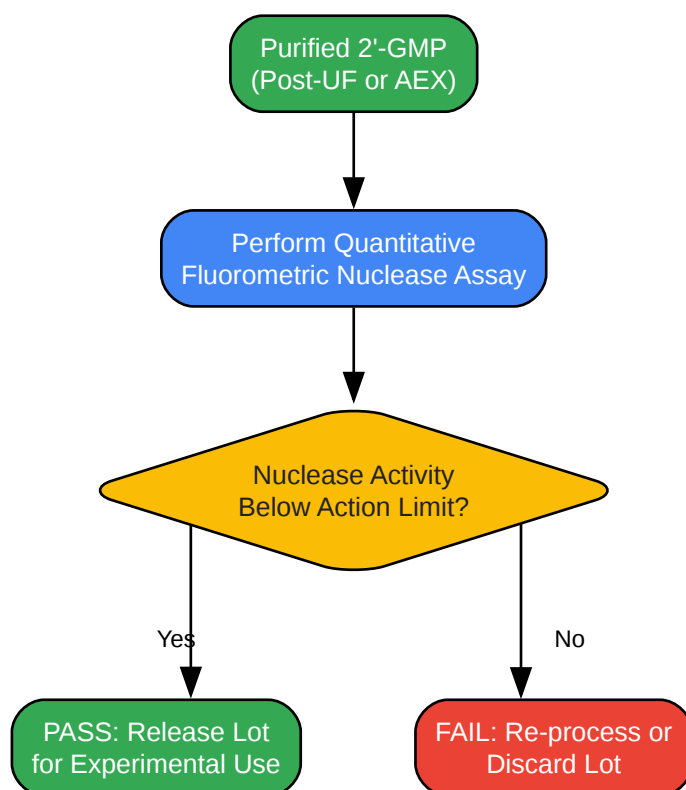 Purified 2'-GMP
(Post-UF or AEX)
Perform Quantitative
Fluorometric Nuclease Assay
Nuclease Activity
Below Action Limit?
Yes
No
PASS: Release Lot
for Experimental Use
FAIL: Re-process or
Discard Lot